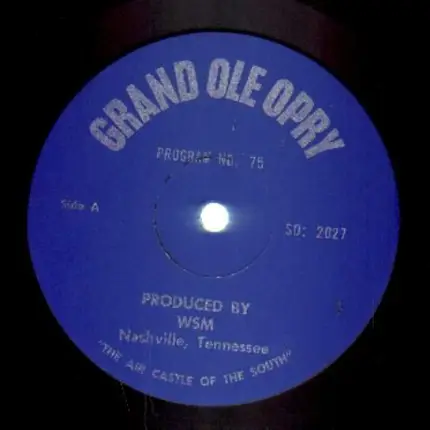 GRAND OLE OPRY
PROGRAM NO. 75
Side A
SO: 2027
PRODUCED BY
WSM
Nashville, Tennessee
"THE AIR CASTLE OF THE SOUTH"